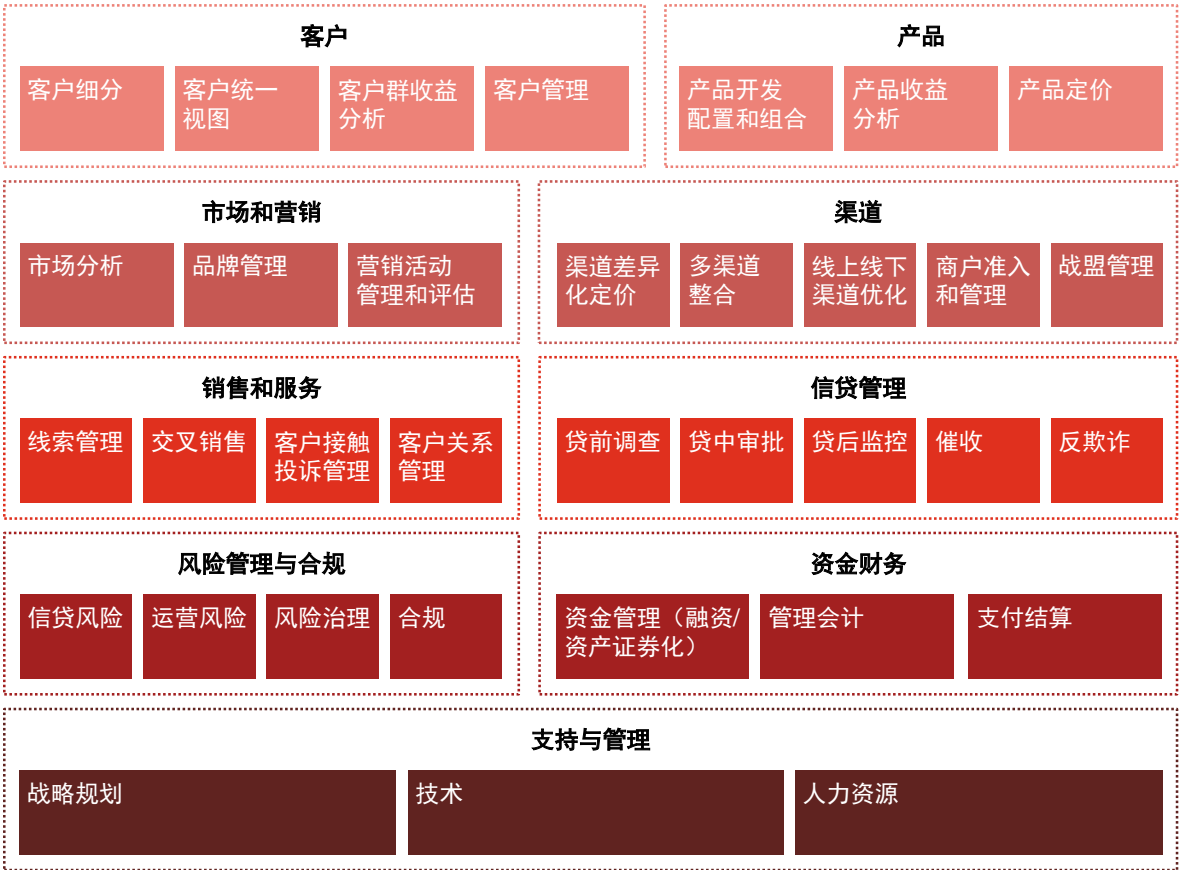 客户
客户细分
客户统一
视图
客户群收益
分析
客户管理
产品
产品开发
配置和组合
产品收益
分析
产品定价
市场和营销
市场分析
品牌管理
营销活动
管理和评估
渠道
渠道差异
化定价
多渠道
整合
线上线下
渠道优化
商户准入
和管理
战盟管理
销售和服务
线索管理
交叉销售
客户接触
投诉管理
客户关系
管理
信贷管理
贷前调查
贷中审批
贷后监控
催收
反欺诈
风险管理与合规
信贷风险
运营风险
风险治理
合规
资金财务
资金管理（融资/
资产证券化）
管理会计
支付结算
支持与管理
战略规划
技术
人力资源